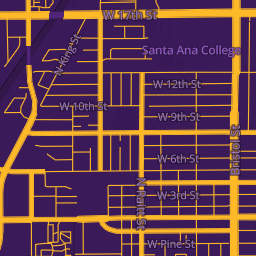 W 17th St
Santa Ana College
N King St
W 12th St
W 10th St
W 9th St
W 6th St
Bristol St
W 3rd St
N Raitt St
W Pine St